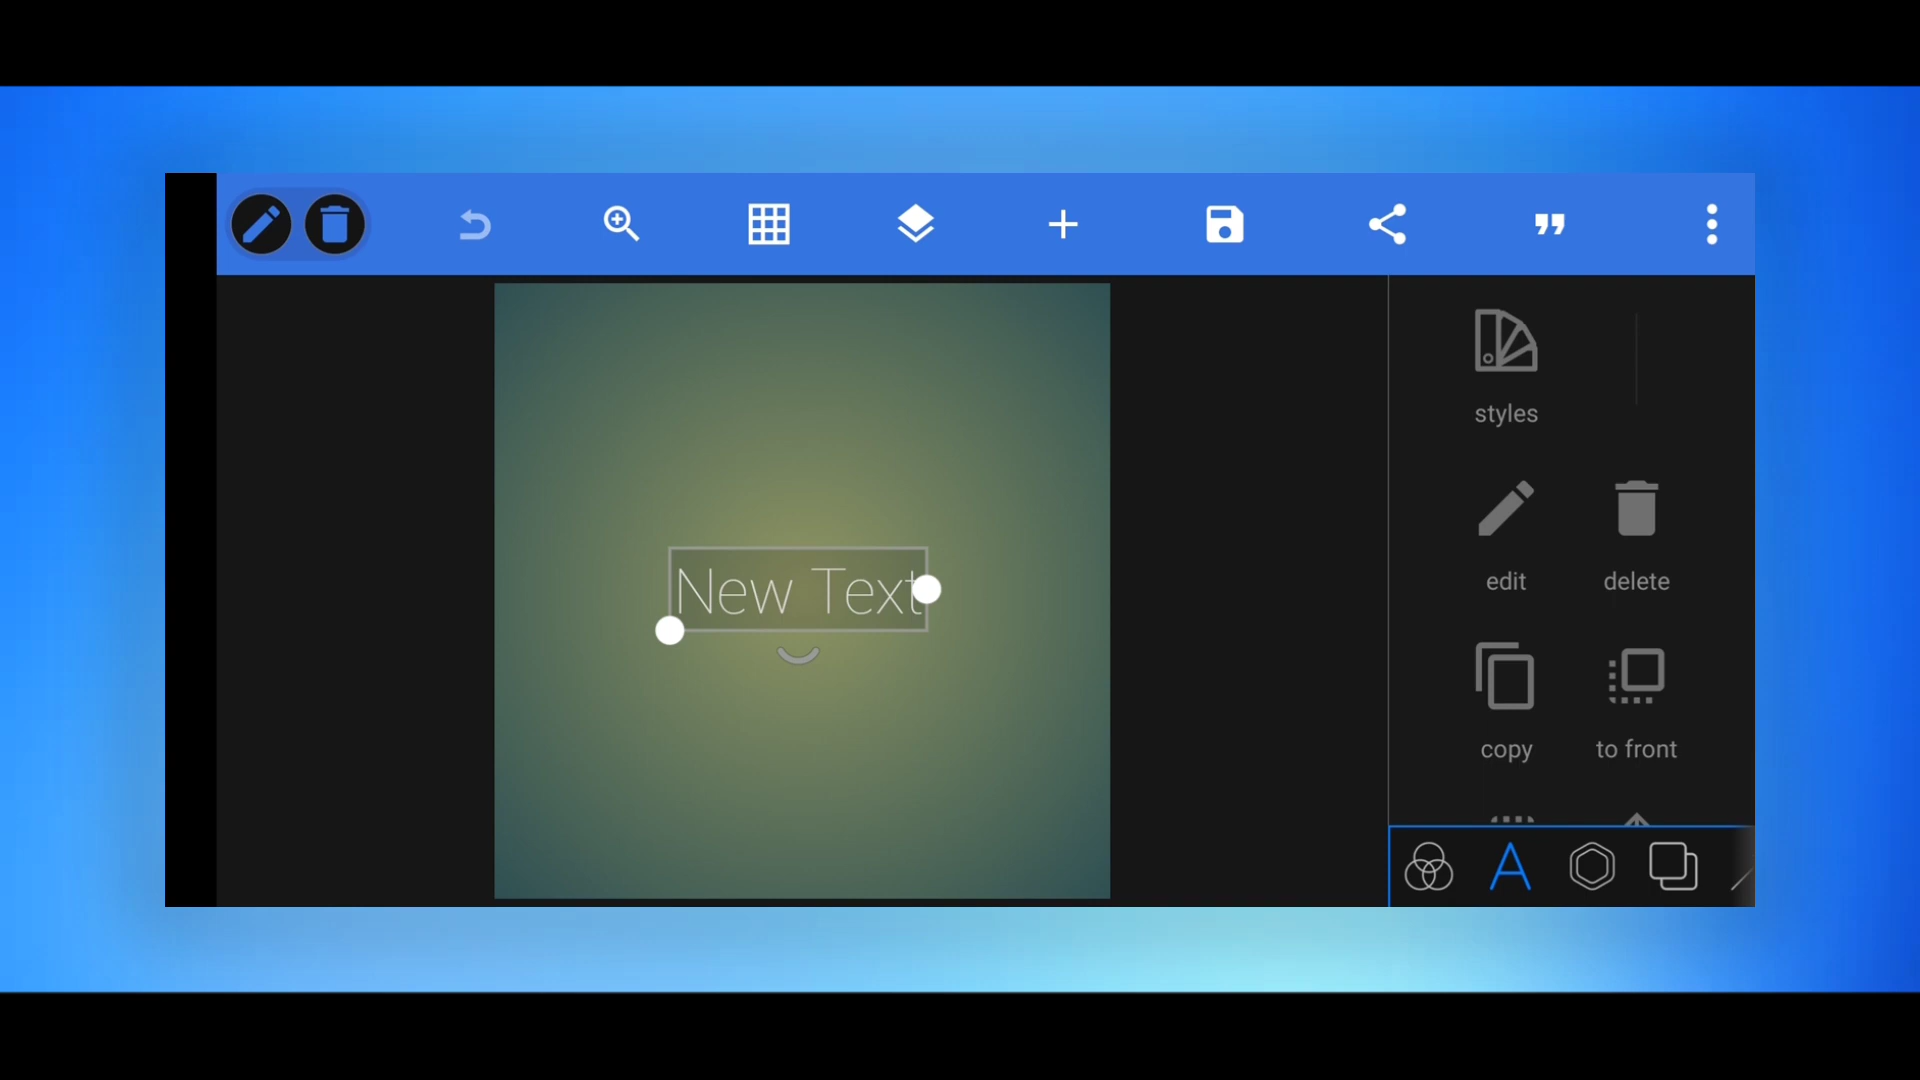 New Text
styles
edit
delete
copy
to front